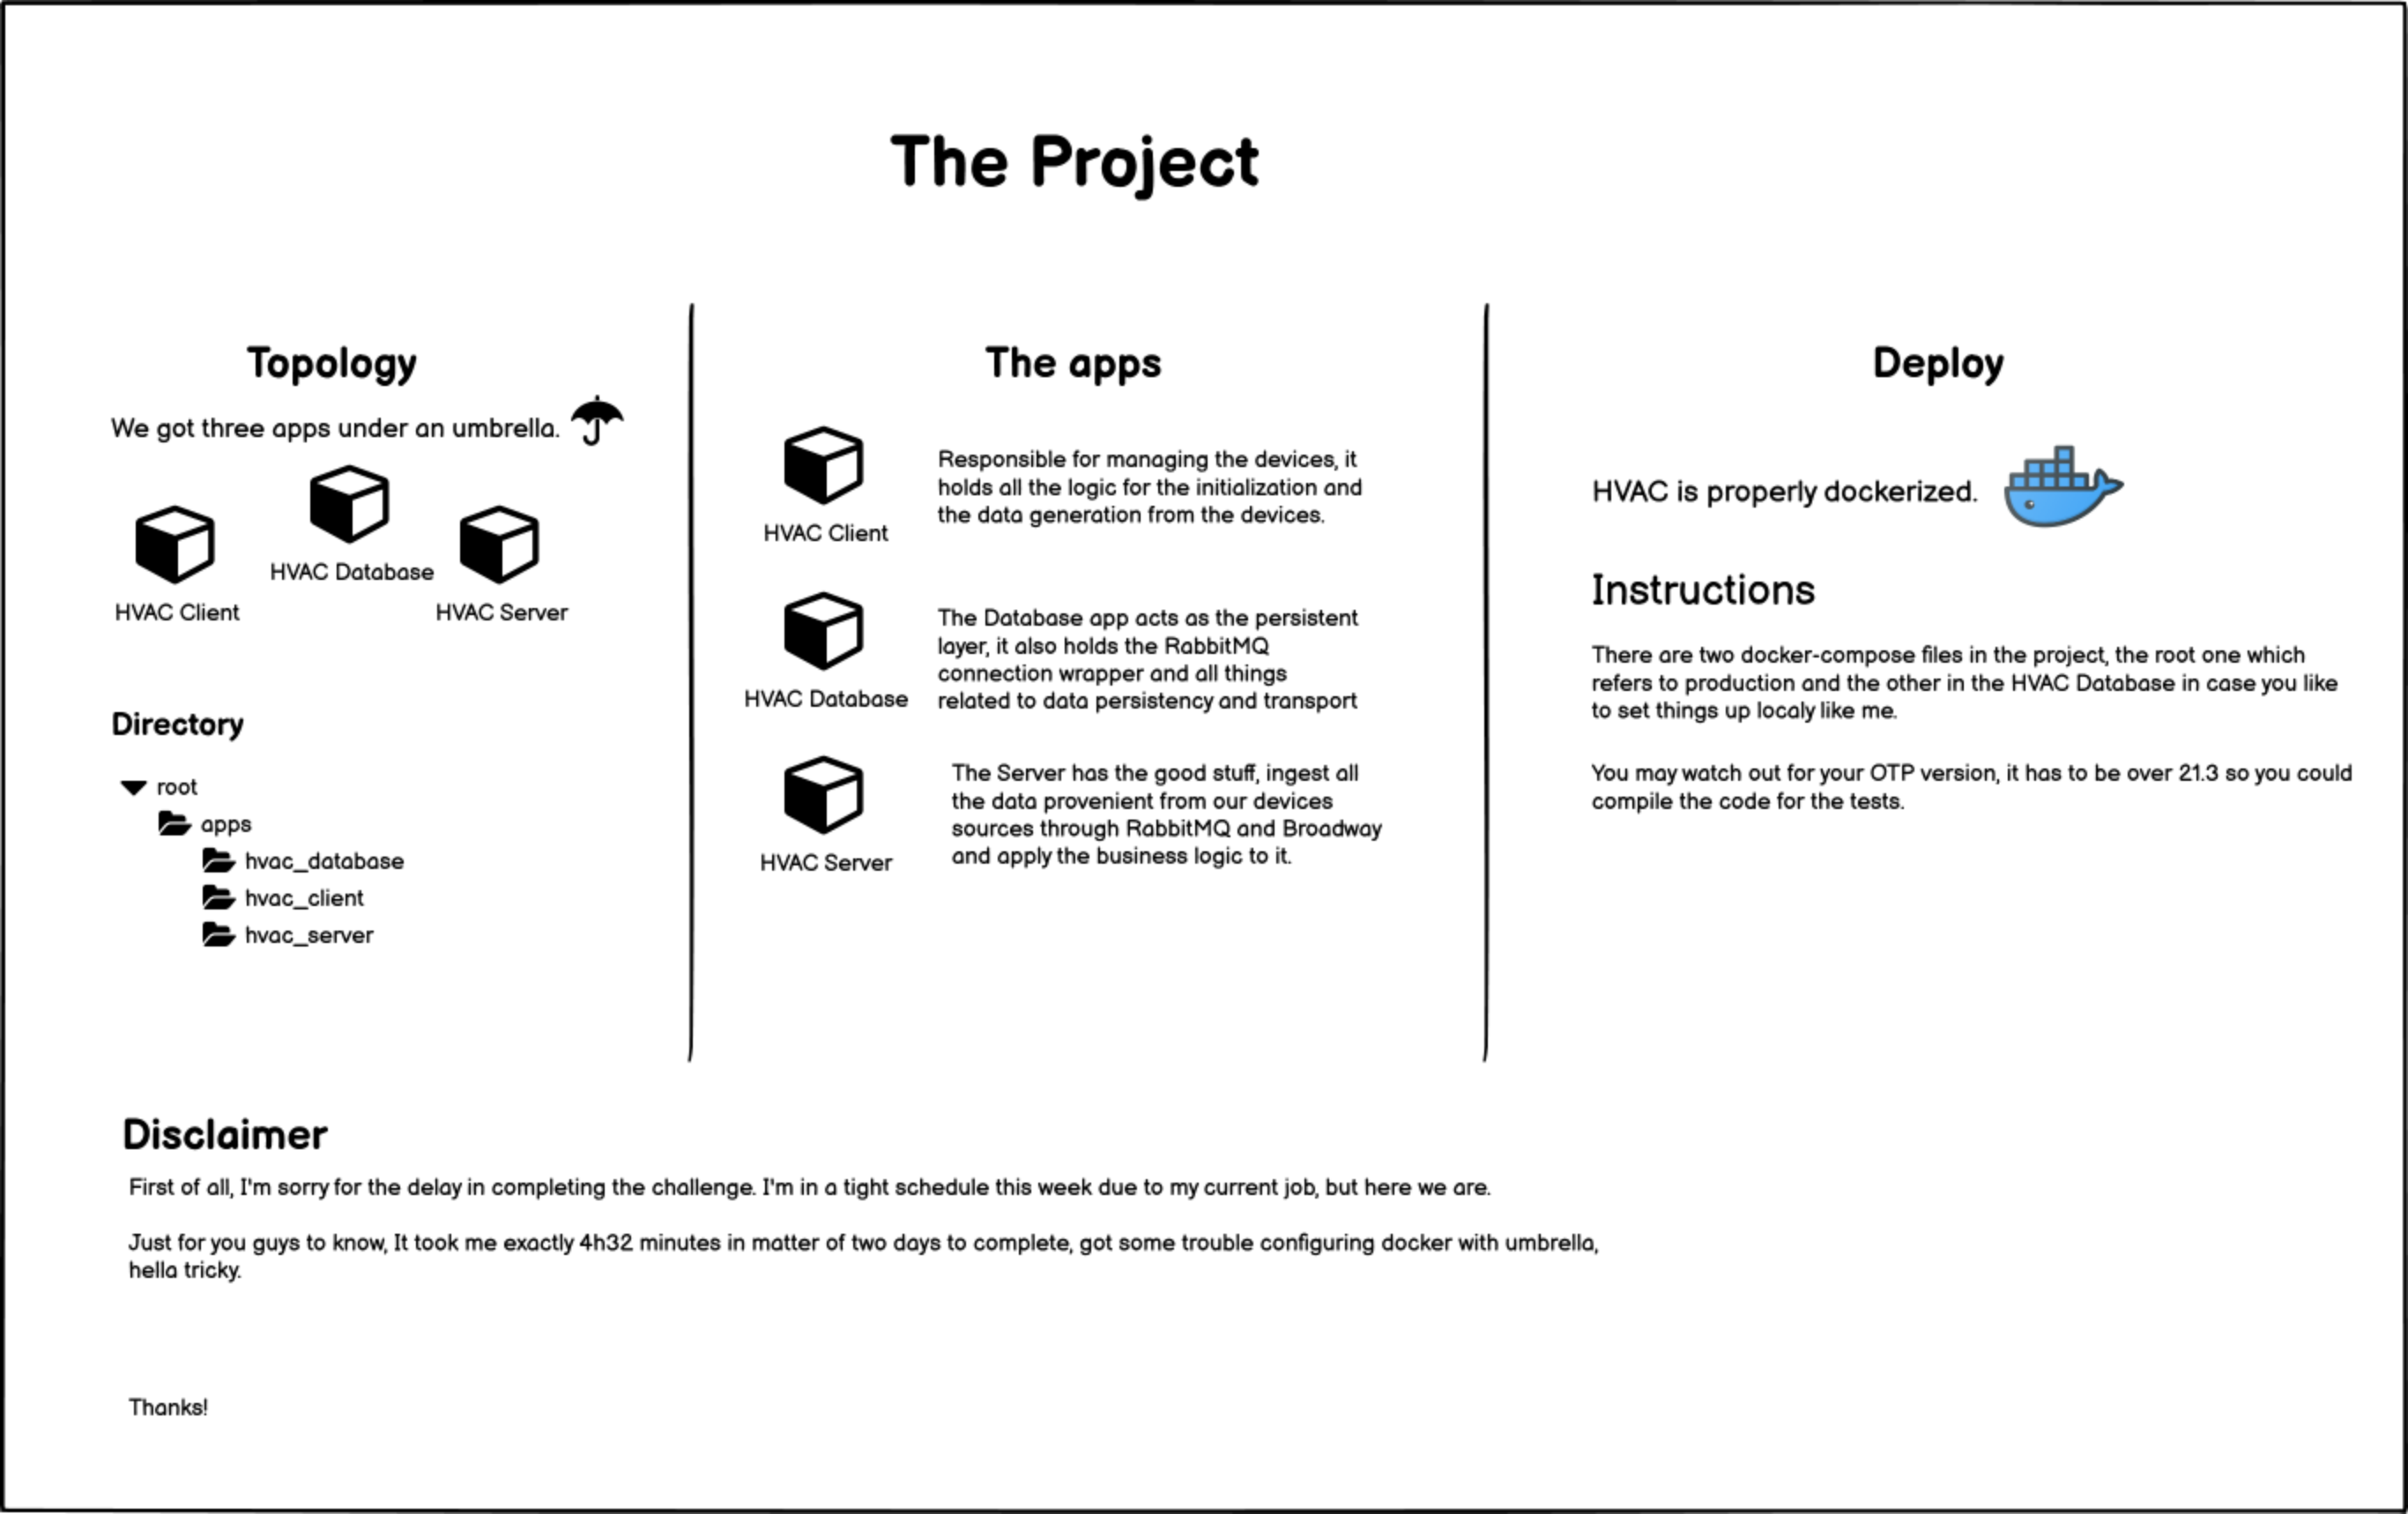 The Project
Topology
We got three apps under an umbrella.
HVAC Database
HVAC Client
HVAC Server
Directory
root
apps
hvac_database
hvac_client
hvac_server
The apps
HVAC Client
Responsible for managing the devices, it
holds all the logic for the initialization and
the data generation from the devices.
HVAC Database
The Database app acts as the persistent
layer, it also holds the RabbitMQ
connection wrapper and all things
related to data persistency and transport
HVAC Server
The Server has the good stuff, ingest all
the data provenient from our devices
sources through RabbitMQ and Broadway
and apply the business logic to it.
Deploy
HVAC is properly dockerized.
Instructions
There are two docker-compose files in the project, the root one which
refers to production and the other in the HVAC Database in case you like
to set things up localy like me.
You may watch out for your OTP version, it has to be over 21.3 so you could
compile the code for the tests.
Disclaimer
First of all, I'm sorry for the delay in completing the challenge. I'm in a tight schedule this week due to my current job, but here we are.
Just for you guys to know, It took me exactly 4h32 minutes in matter of two days to complete, got some trouble configuring docker with umbrella,
hella tricky.
Thanks!